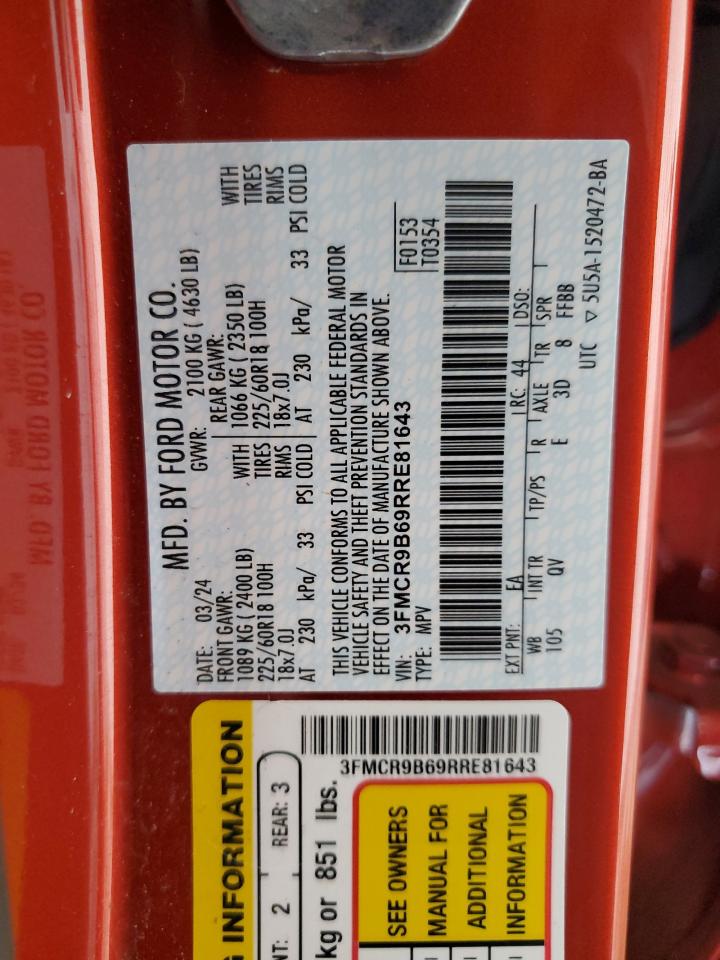 MFD. BY FORD MOTOR CO.
DATE: 03/24 GVWR: 2100 KG ( 4630 LB)
FRONT GAWR: REAR GAWR:
1089 KG ( 2400 LB) WITH 1066 KG ( 2350 LB) WITH
225/60R18 100H TIRES 225/60R18 100H TIRES
18x7.0J RIMS 18x7.0J RIMS
AT 230 kPa/ 33 PSI COLD AT 230 kPa/ 33 PSI COLD
THIS VEHICLE CONFORMS TO ALL APPLICABLE FEDERAL MOTOR
VEHICLE SAFETY AND THEFT PREVENTION STANDARDS IN
EFFECT ON THE DATE OF MANUFACTURE SHOWN ABOVE.
VIN: 3FMCR9B69RRE81643 F0153
TYPE: MPV T0354
EXT PNT: EA RC: 44 DSO:
WB INT TR TP/PS R AXLE TR SPR
105 QV E 3D 8 FFBB
UTC ▽ 5U5A-1520472-BA
G INFORMATION
NT: 2 REAR: 3
kg or 851 lbs.
3FMCR9B69RRE81643
SEE OWNERS
MANUAL FOR
ADDITIONAL
INFORMATION